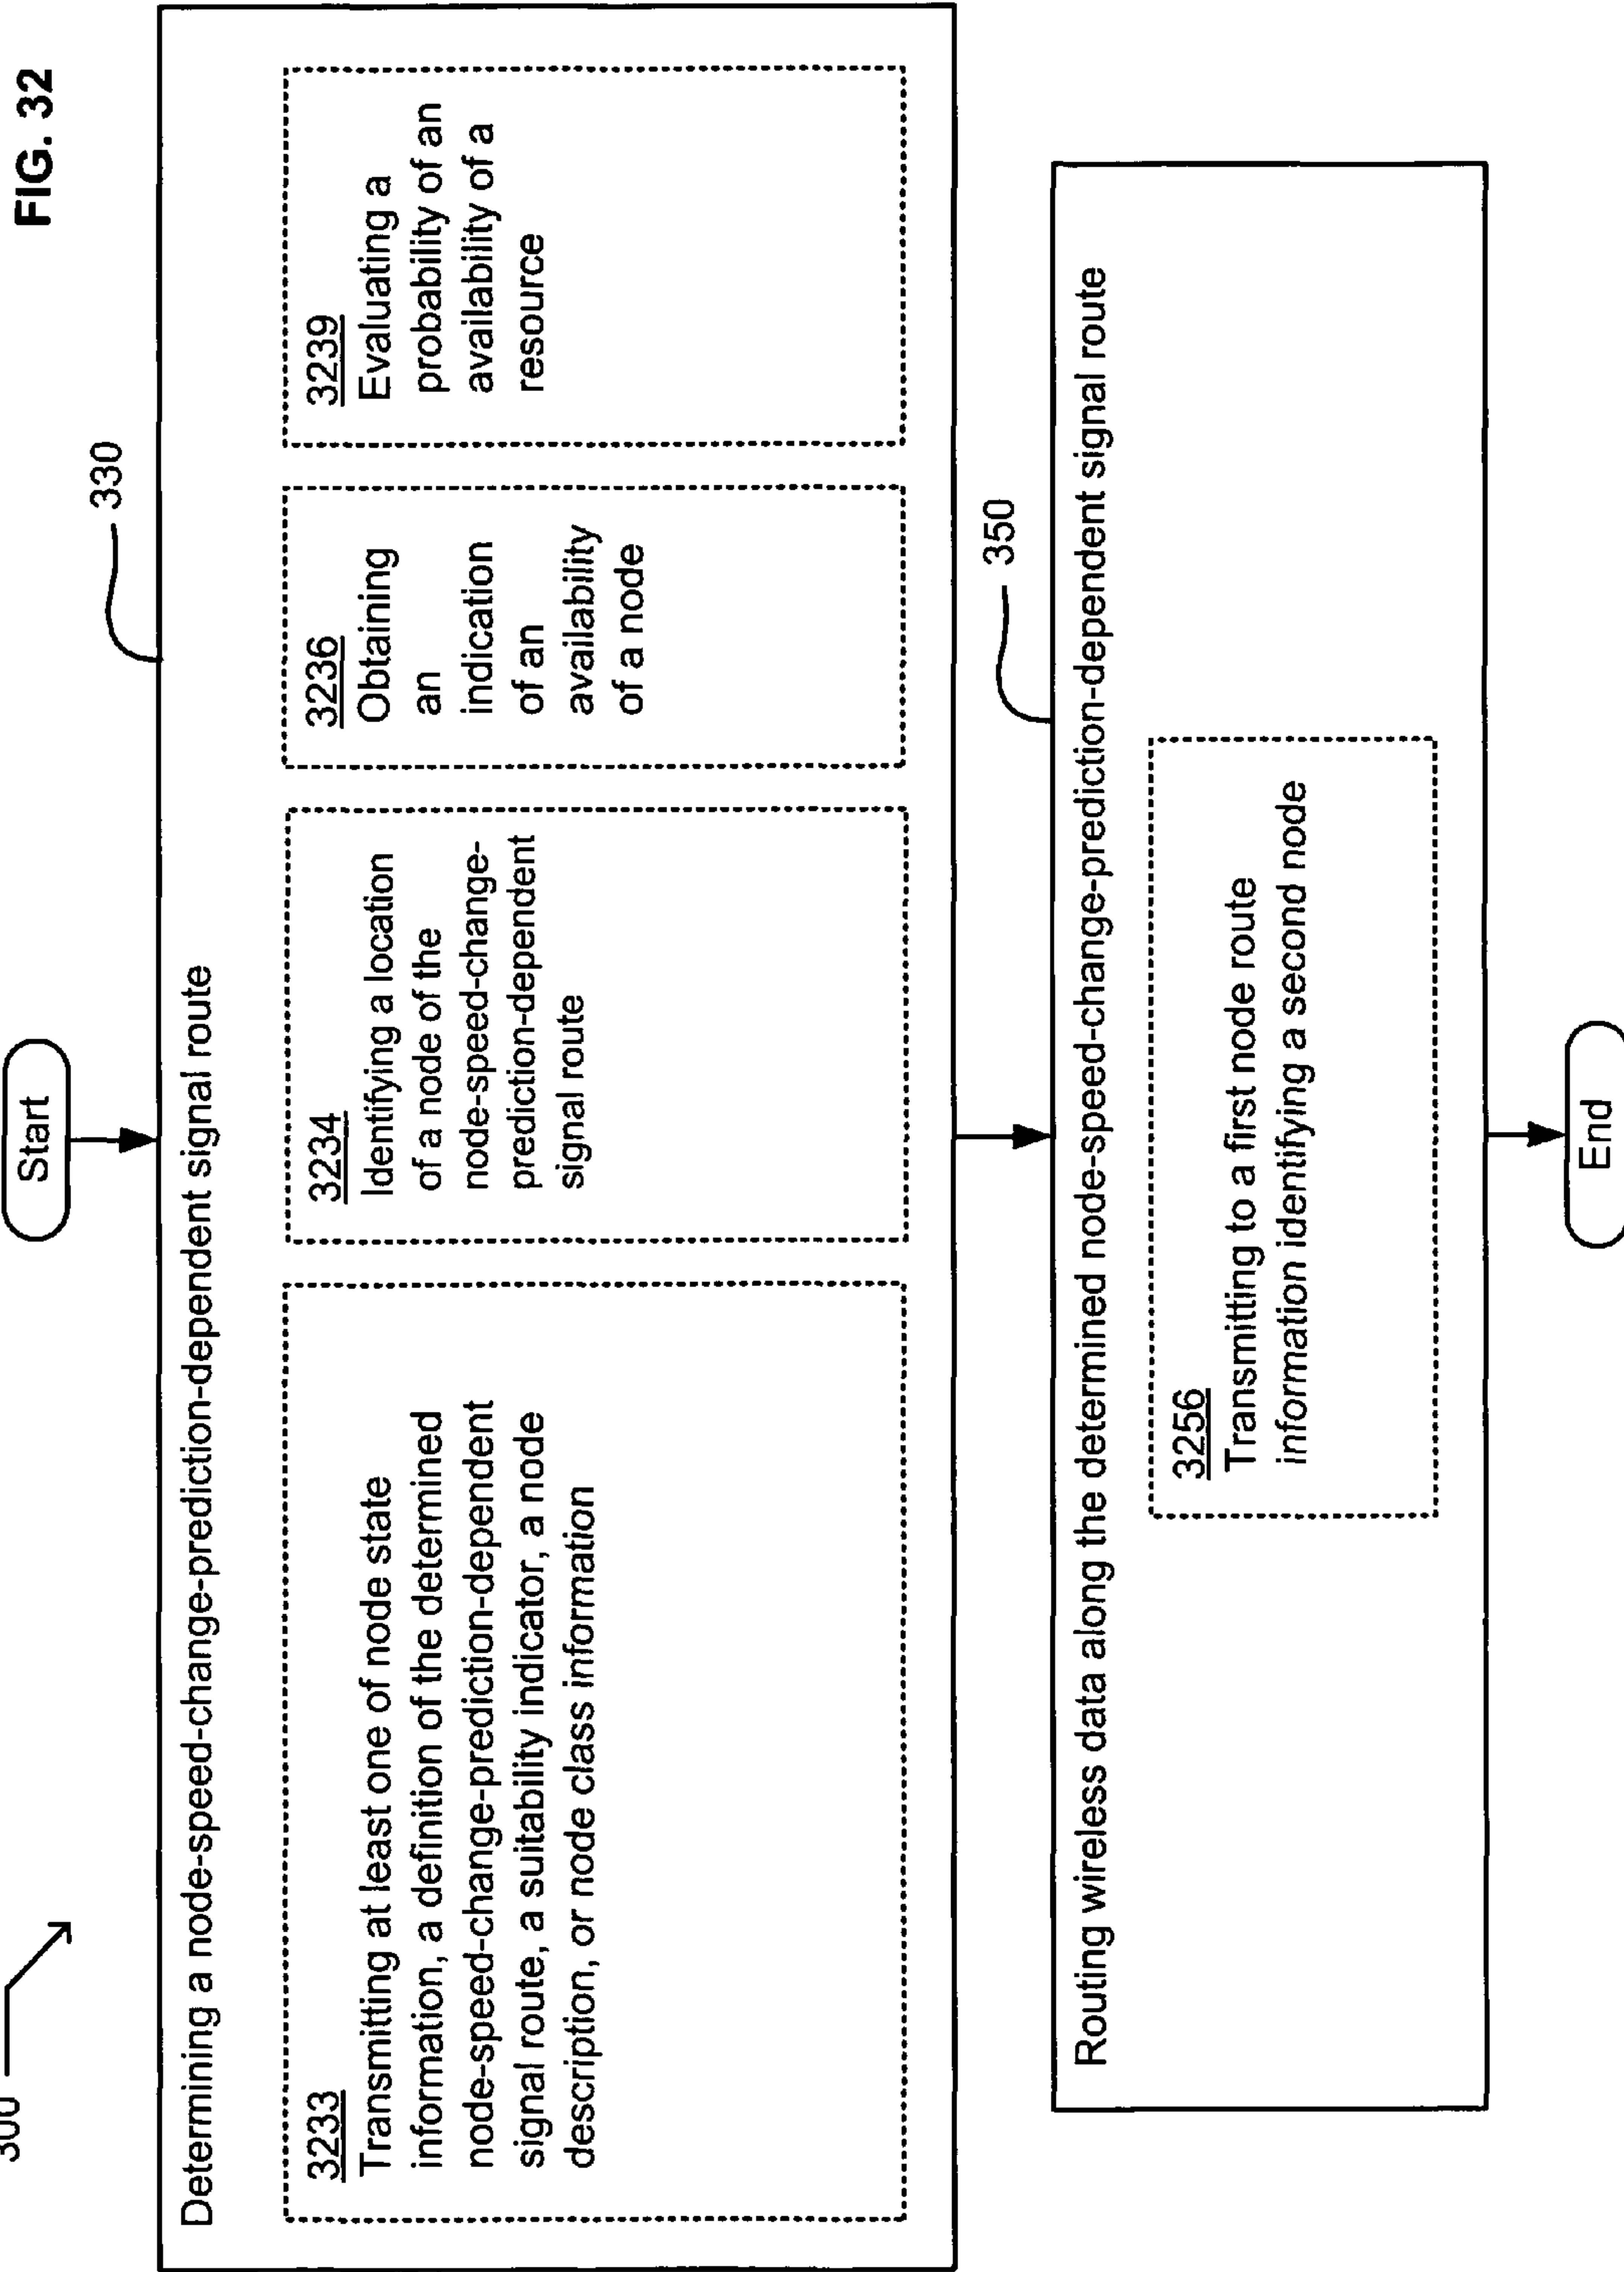 300
FIG. 32
Start
330
Determining a node-speed-change-prediction-dependent signal route
3233
Transmitting at least one of node state
information, a definition of the determined
node-speed-change-prediction-dependent
signal route, a suitability indicator, a node
description, or node class information
3234
Identifying a location
of a node of the
node-speed-change-
prediction-dependent
signal route
3236
Obtaining
an
indication
of an
availability
of a node
3239
Evaluating a
probability of an
availability of a
resource
350
Routing wireless data along the determined node-speed-change-prediction-dependent signal route
3256
Transmitting to a first node route
information identifying a second node
End